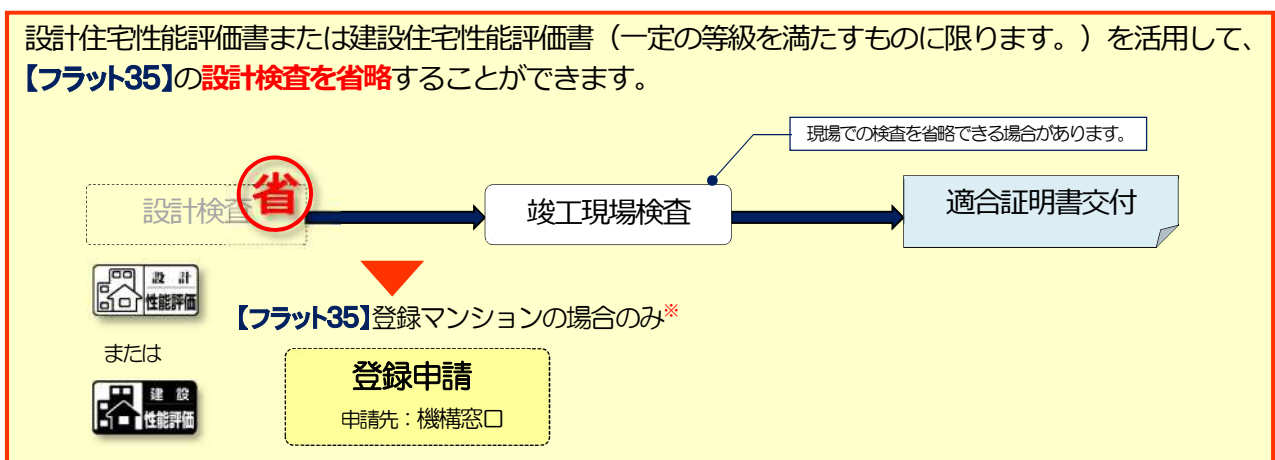 設計住宅性能評価書または建設住宅性能評価書（一定の等級を満たすものに限ります。）を活用して、
【フラット35】の設計検査を省略することができます。
現場での検査を省略できる場合があります。
設計検査
省
竣工現場検査
適合証明書交付
設計
性能評価
【フラット35】登録マンションの場合のみ※
または
登録申請
申請先：機構窓口
建設
性能評価